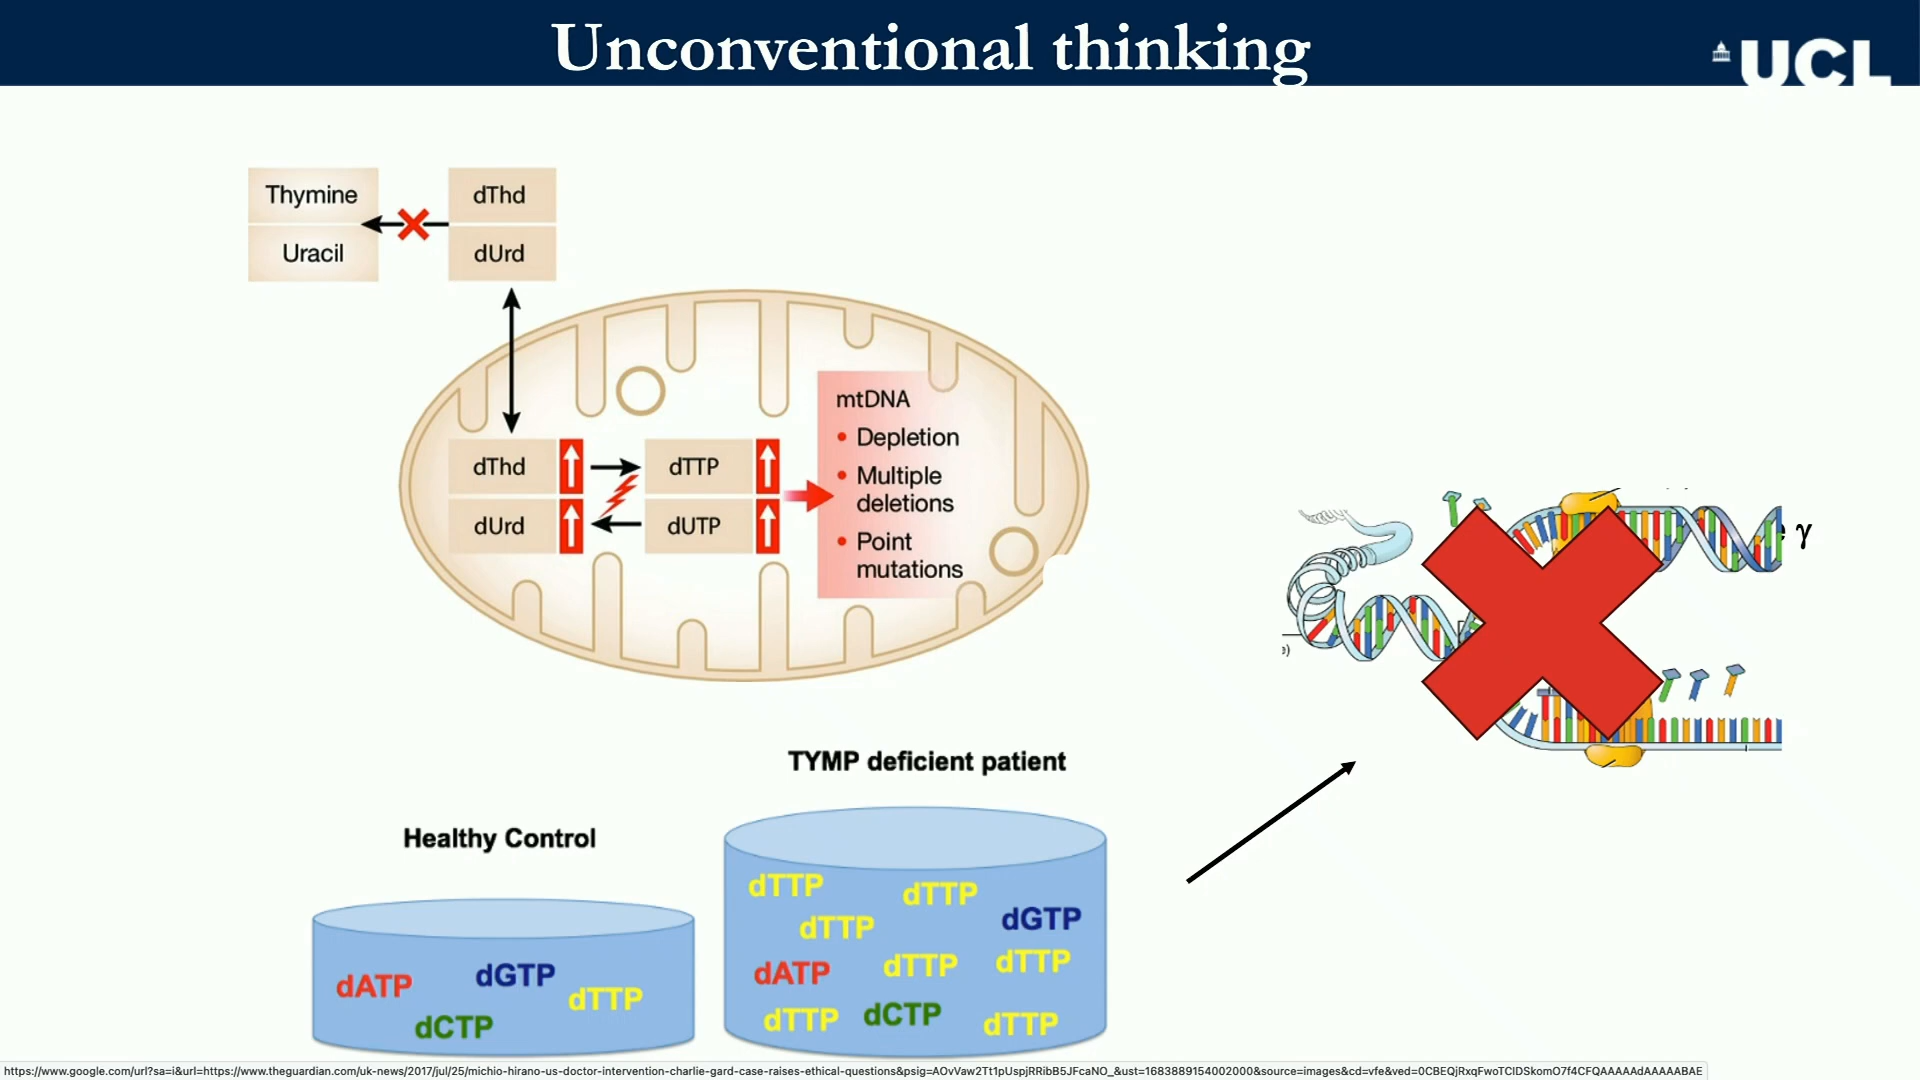 Unconventional thinking
UCL
Thymine
Uracil
dThd
dUrd
dThd
dUrd
dTTP
dUTP
mtDNA
• Depletion
• Multiple
deletions
• Point
mutations
γ
e)
TYMP deficient patient
Healthy Control
dATP
dGTP
dTTP
dCTP
dTTP
dTTP
dTTP
dGTP
dATP
dTTP
dTTP
dTTP
dCTP
dTTP
https://www.google.com/url?sa=i&url=https://www.theguardian.com/uk-news/2017/jul/25/michio-hirano-us-doctor-intervention-charlie-gard-case-raises-ethical-questions&psig=AOvVaw2Tt1pUspjRRibB5JFcaNO_&ust=1683889154002000&source=images&cd=vfe&ved=0CBEQjRxqFwoTCIDSkomO7f4CFQAAAAAdAAAAABAE